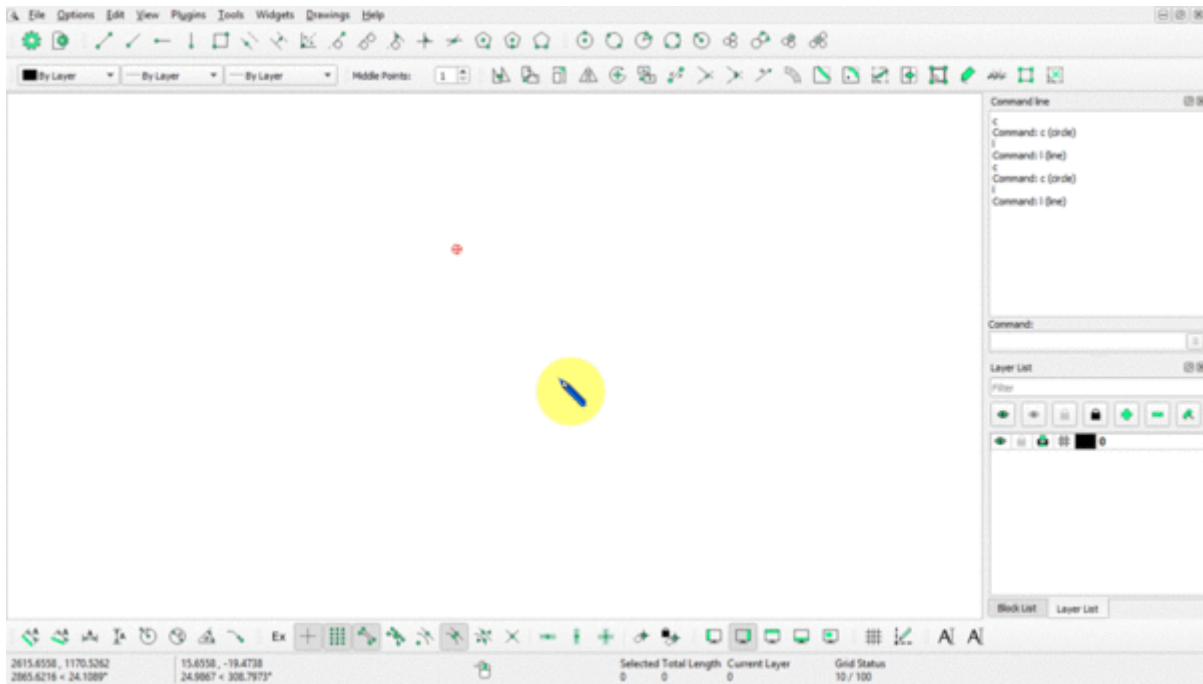 File Options Edit View Plugins Tools Widgets Drawings Help
By Layer By Layer By Layer Middle Points: 1
Command line
c
Command: c (circle)
l
Command: l (line)
c
Command: c (circle)
l
Command: l (line)
Command:
Layer List
Filter
0
Block List Layer List
Ex A A
2615.6558 , 1170.5262 15.6558 , -19.4738 Selected Total Length Current Layer Grid Status
2865.6216 < 24.1089° 24.9867 < 308.7973° 0 0 0 10 / 100